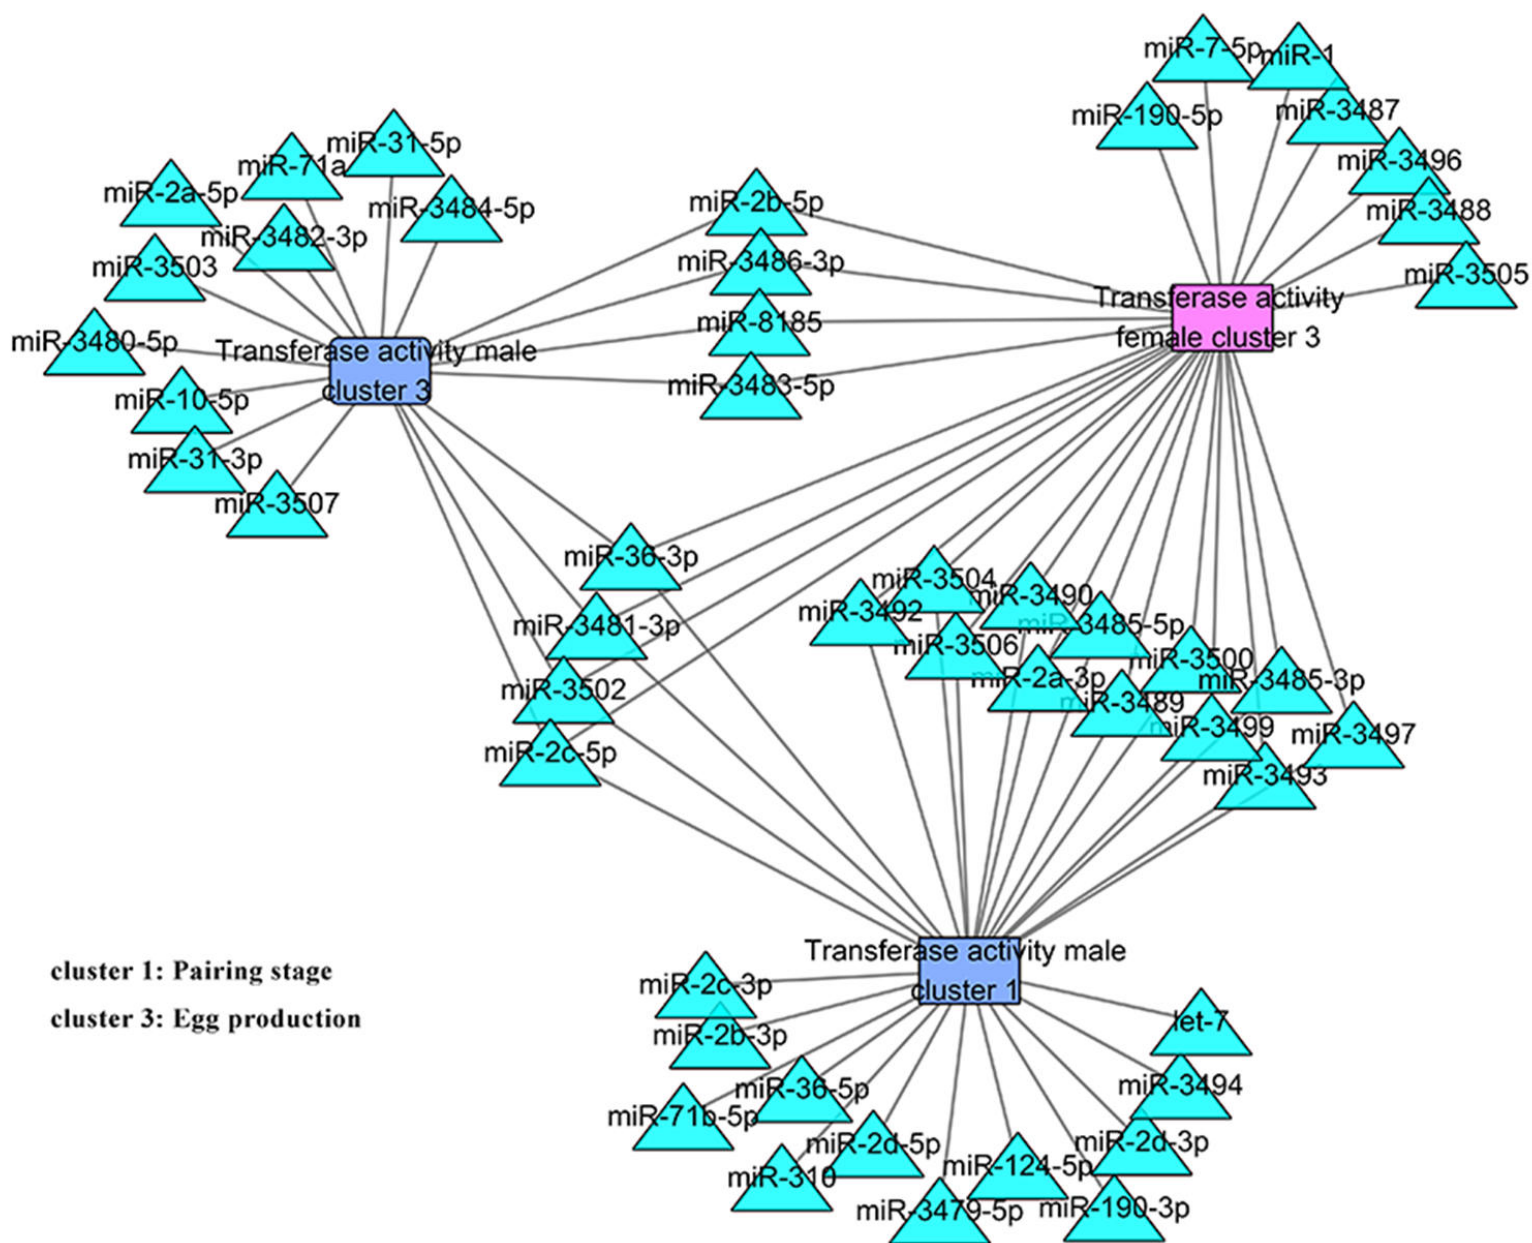 miR-7-5p
miR-1
miR-190-5p
miR-3487
miR-3496
miR-3488
miR-3505
miR-31-5p
miR-71a
miR-2a-5p
miR-3484-5p
miR-3482-3p
miR-3503
miR-3480-5p
miR-10-5p
miR-31-3p
miR-3507
Transferase activity male
cluster 3
miR-2b-5p
miR-3486-3p
miR-8185
miR-3483-5p
Transferase activity
female cluster 3
miR-36-3p
miR-3481-3p
miR-3502
miR-2c-5p
miR-3504
miR-3490
miR-3492
miR-3485-5p
miR-3506
miR-3500
miR-2a-3p
miR-3485-3p
miR-3489
miR-3499
miR-3497
miR-3493
Transferase activity male
cluster 1
cluster 1: Pairing stage
cluster 3: Egg production
miR-2c-3p
miR-2b-3p
miR-36-5p
miR-71b-5p
miR-2d-5p
miR-310
miR-3479-5p
miR-124-5p
miR-190-3p
miR-2d-3p
miR-3494
let-7